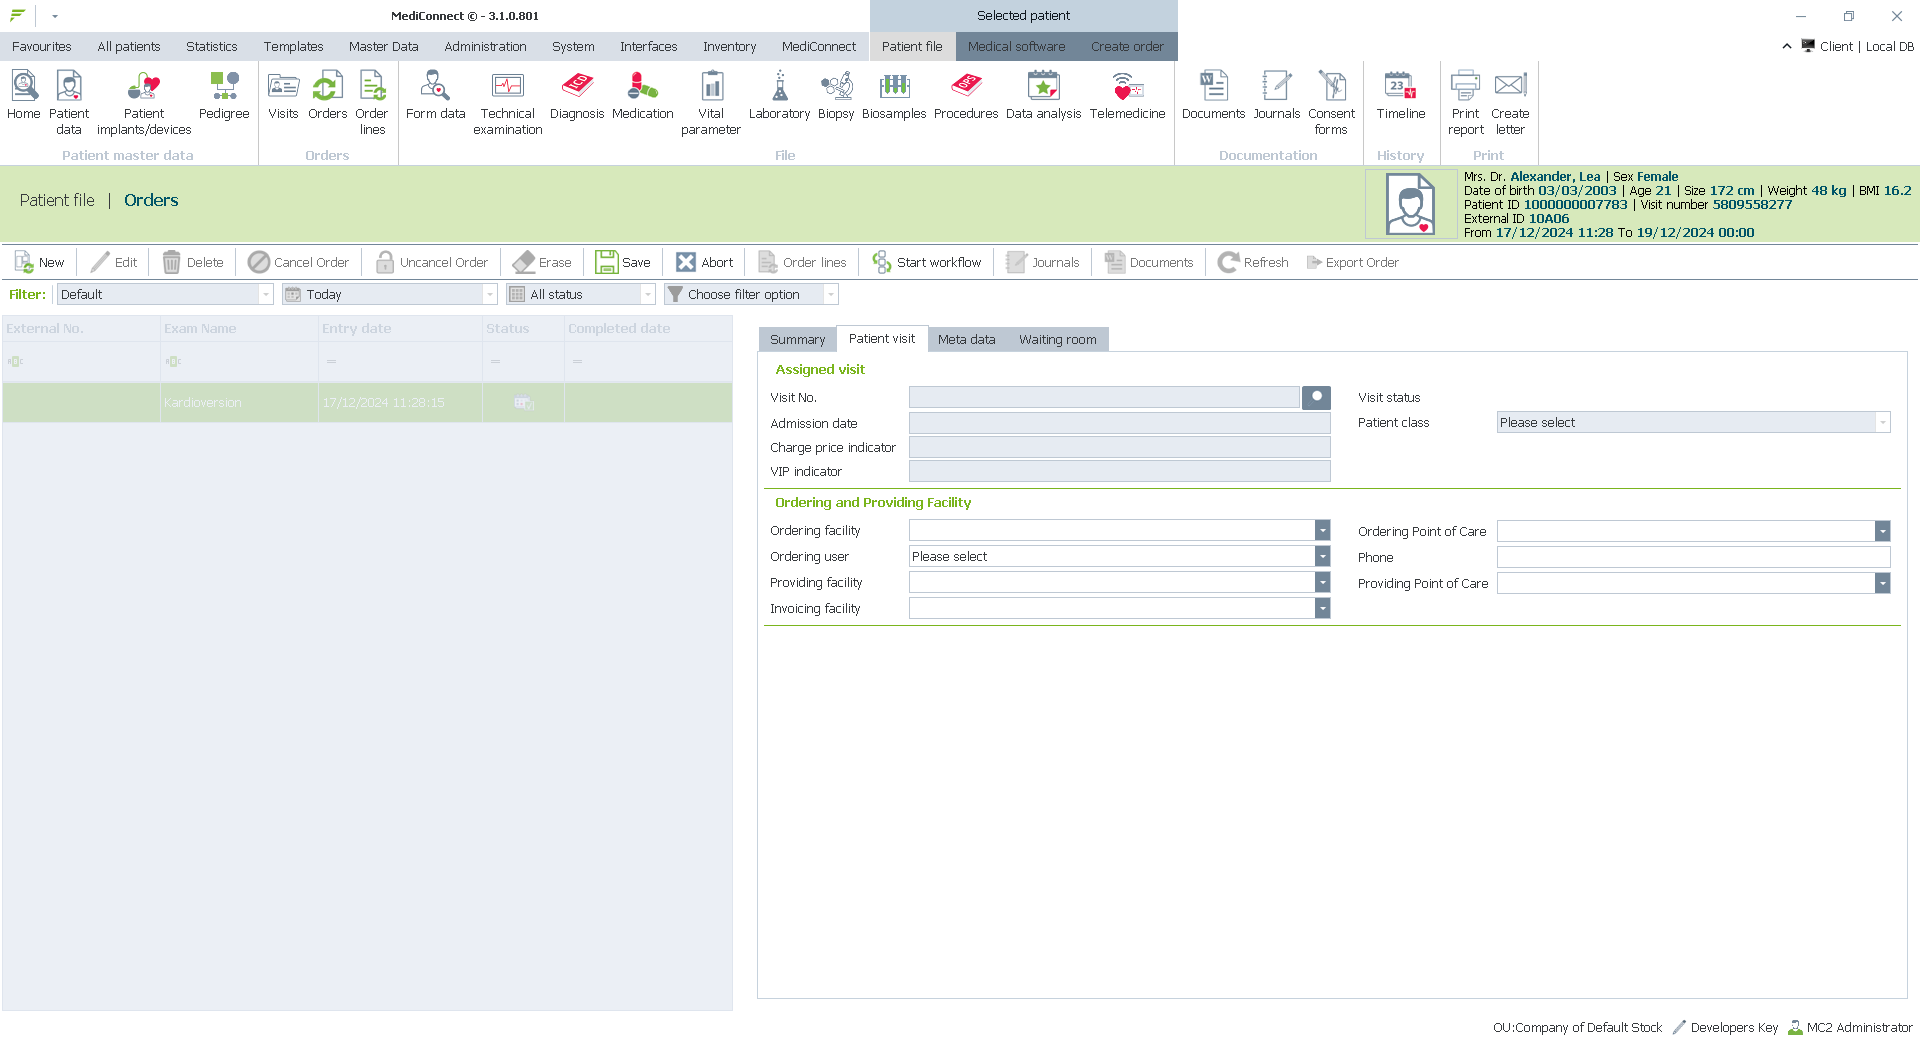 MediConnect © - 3.1.0.801
Selected patient
Favourites All patients Statistics Templates Master Data Administration System Interfaces Inventory MediConnect Patient file Medical software Create order
Client | Local DB
Home Patient data Patient implants/devices Pedigree Visits Orders Order lines Form data Technical examination Diagnosis Medication Vital parameter Laboratory Biopsy Biosamples Procedures Data analysis Telemedicine Documents Journals Consent forms Timeline Print report Create letter
Patient master data Orders File Documentation History Print
Patient file | Orders
Mrs. Dr. Alexander, Lea | Sex Female
Date of birth 03/03/2003 | Age 21 | Size 172 cm | Weight 48 kg | BMI 16.2
Patient ID 1000000007783 | Visit number 5809558277
External ID 10A06
From 17/12/2024 11:28 To 19/12/2024 00:00
New Edit Delete Cancel Order Uncancel Order Erase Save Abort Order lines Start workflow Journals Documents Refresh Export Order
Filter: Default Today All status Choose filter option
External No. Exam Name Entry date Status Completed date
Kardioversion 17/12/2024 11:28:15
Summary Patient visit Meta data Waiting room
Assigned visit
Visit No. Visit status
Admission date Patient class Please select
Charge price indicator
VIP indicator
Ordering and Providing Facility
Ordering facility Ordering Point of Care
Ordering user Please select Phone
Providing facility Providing Point of Care
Invoicing facility
OU:Company of Default Stock Developers Key MC2 Administrator